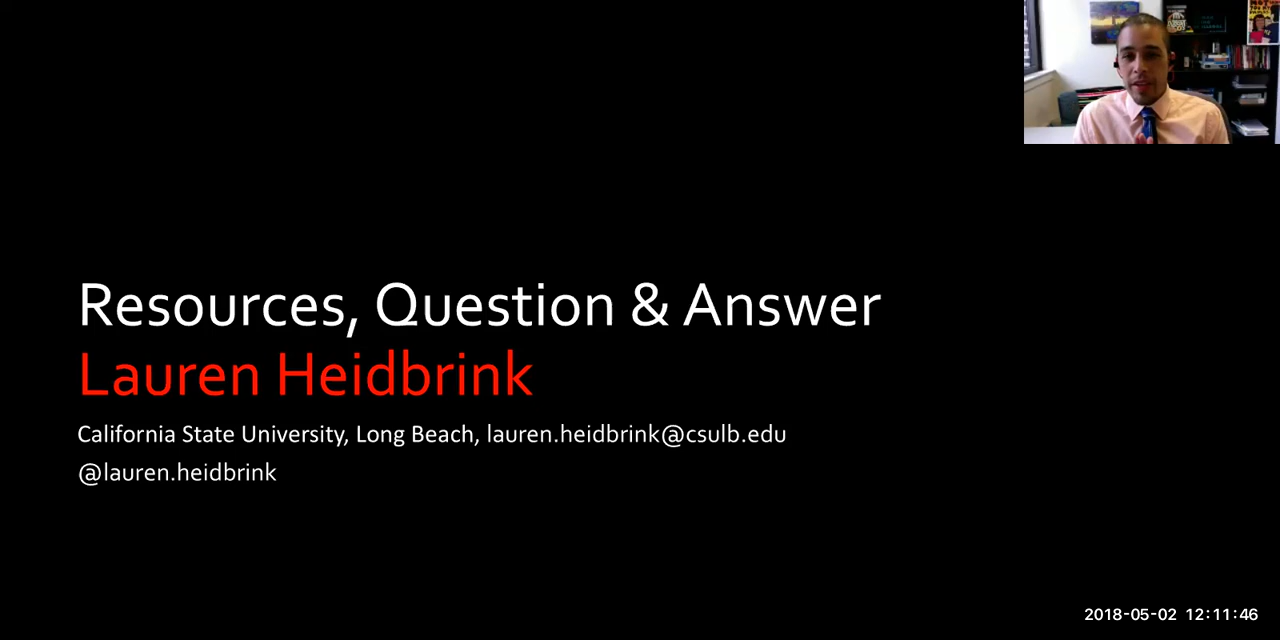 Resources, Question & Answer
Lauren Heidbrink
California State University, Long Beach, lauren.heidbrink@csulb.edu
@lauren.heidbrink
2018-05-02 12:11:46